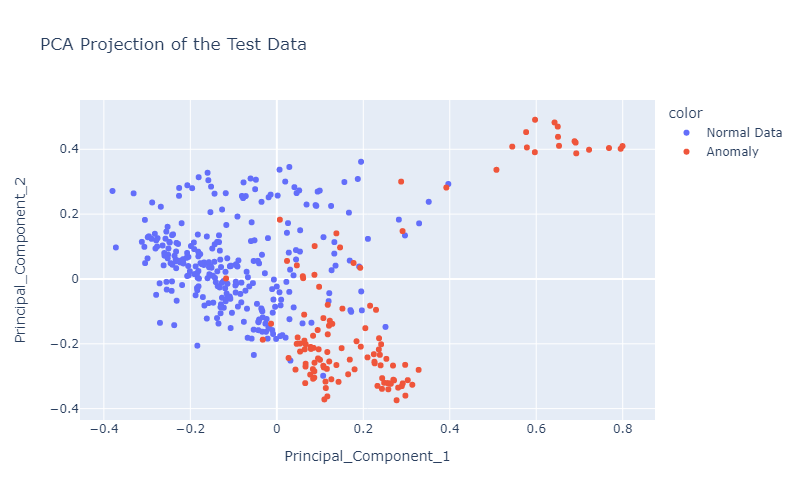 PCA Projection of the Test Data
color
Normal Data
Anomaly
0.4
0.2
0
−0.2
−0.4
Principal_Component_2
−0.4
−0.2
0
0.2
0.4
0.6
0.8
Principal_Component_1